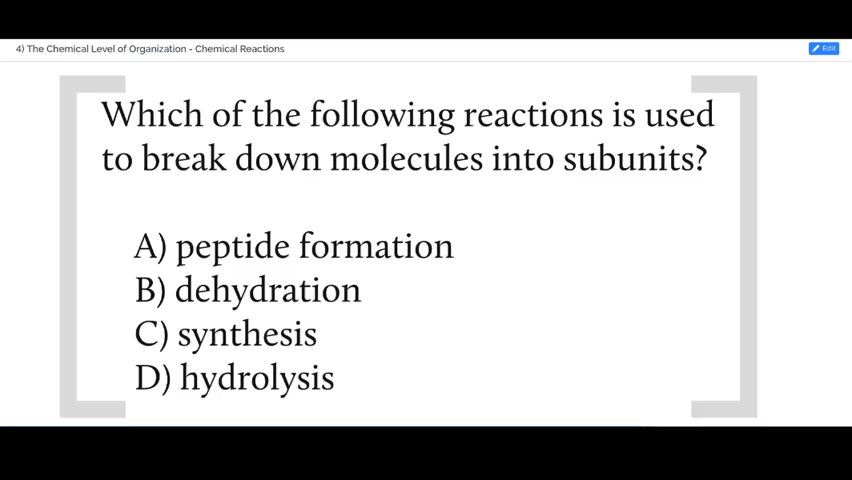 4) The Chemical Level of Organization - Chemical Reactions
Edit
Which of the following reactions is used
to break down molecules into subunits?
A) peptide formation
B) dehydration
C) synthesis
D) hydrolysis